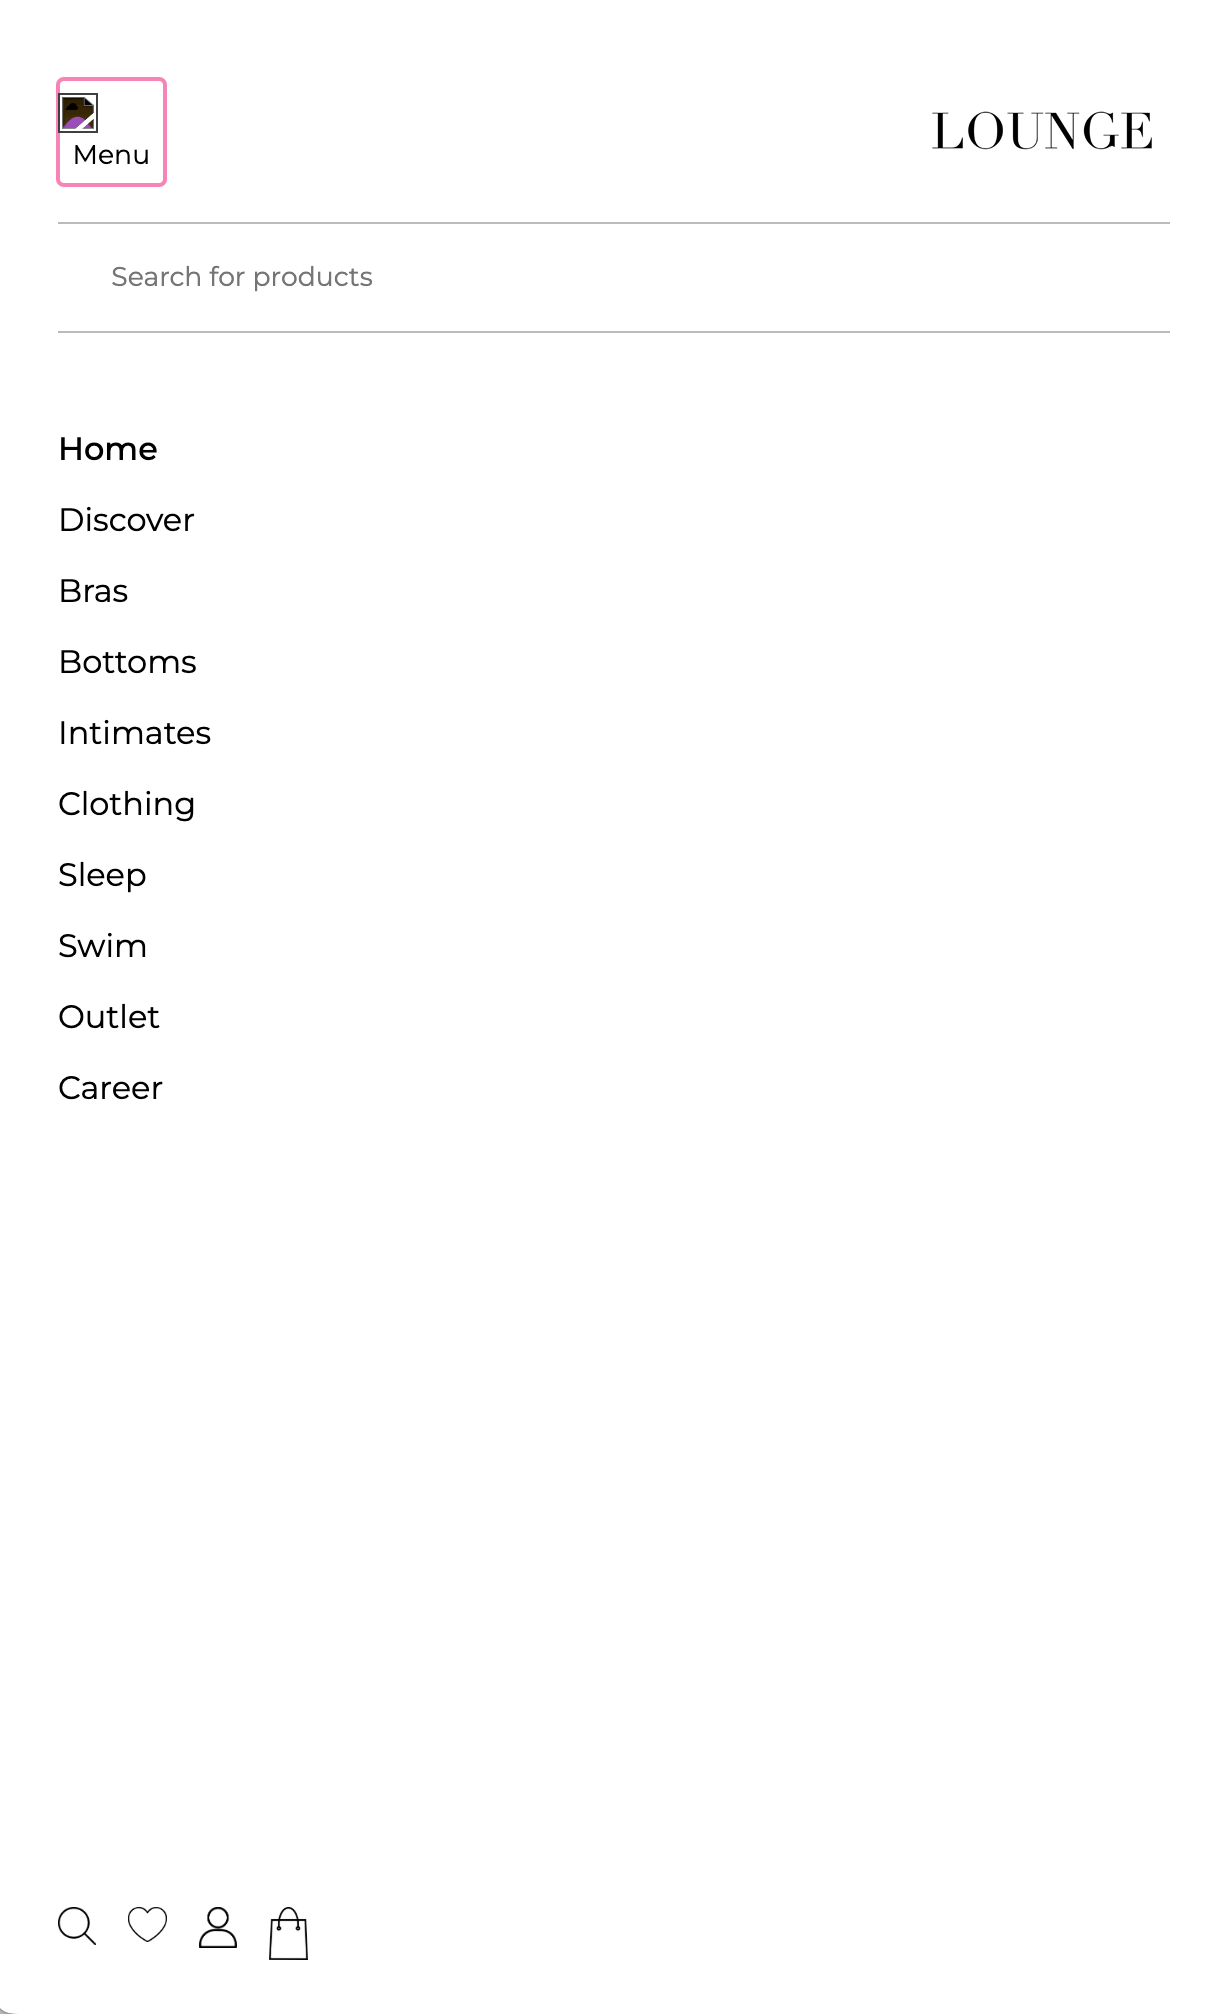 Menu
LOUNGE
Search for products
Home
Discover
Bras
Bottoms
Intimates
Clothing
Sleep
Swim
Outlet
Career